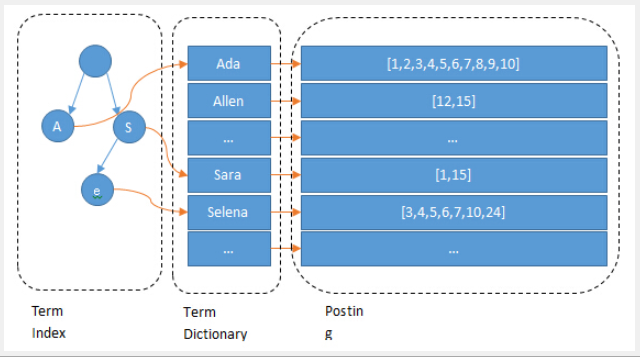 A
S
e
Ada
[1,2,3,4,5,6,7,8,9,10]
Allen
[12,15]
...
...
Sara
[1,15]
Selena
[3,4,5,6,7,10,24]
...
...
Term
Index
Term
Dictionary
Postin
g